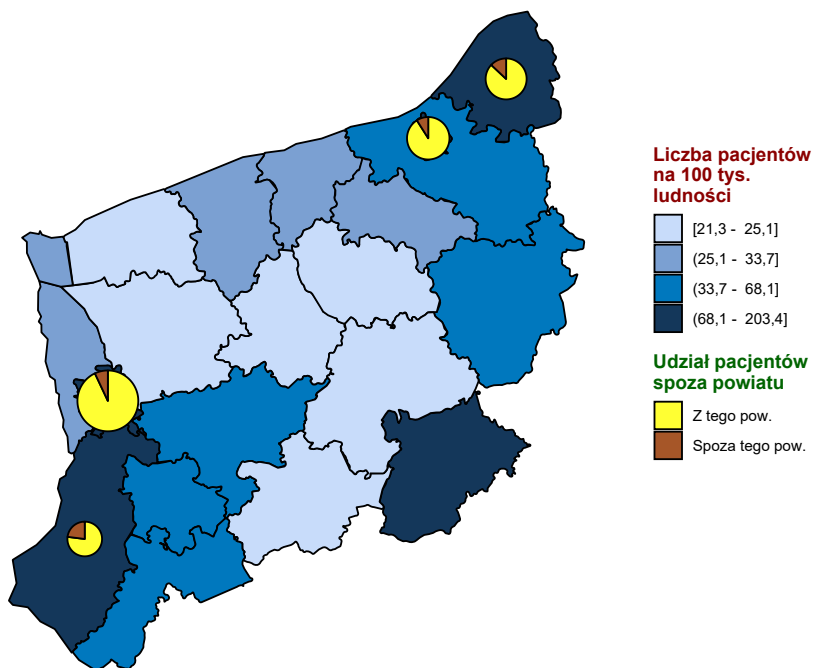 Liczba pacjentów
na 100 tys.
ludności
[21,3 - 25,1]
(25,1 - 33,7]
(33,7 - 68,1]
(68,1 - 203,4]
Udział pacjentów
spoza powiatu
Z tego pow.
Spoza tego pow.